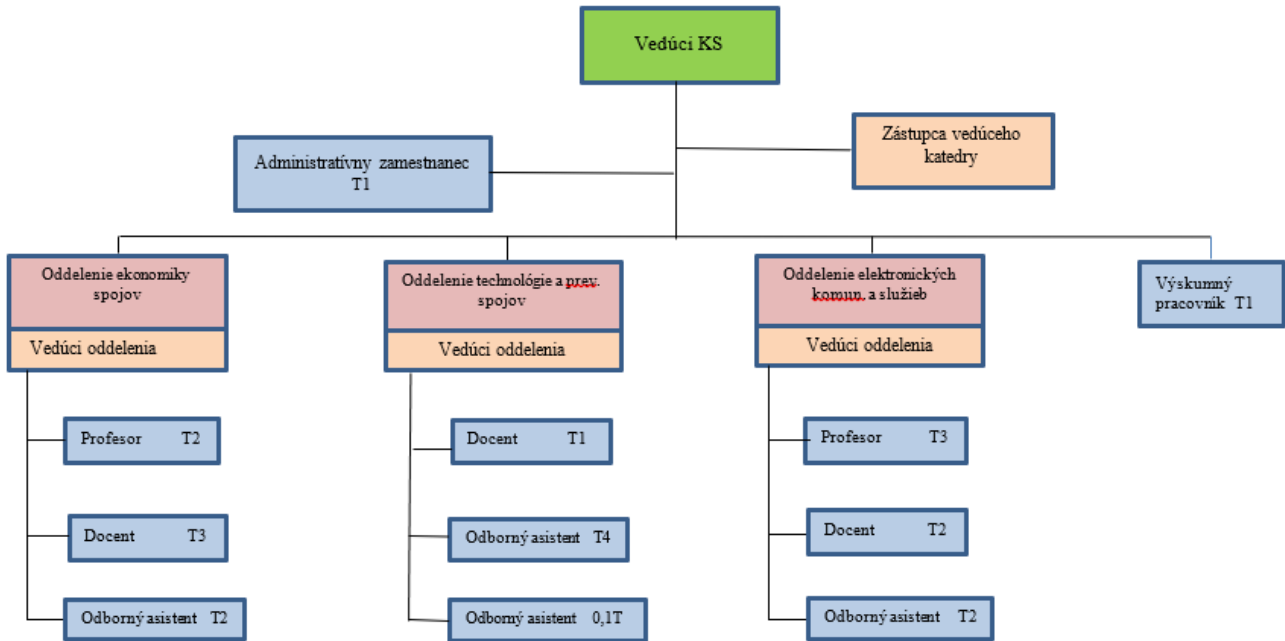 Vedúci KS
Zástupca vedúceho
katedry
Administratívny zamestnanec
T1
Oddelenie ekonomiky
spojov
Vedúci oddelenia
Profesor T2
Docent T3
Odborný asistent T2
Oddelenie technológie a prev.
spojov
Vedúci oddelenia
Docent T1
Odborný asistent T4
Odborný asistent 0,1T
Oddelenie elektronických
komun. a služieb
Vedúci oddelenia
Profesor T3
Docent T2
Odborný asistent T2
Výskumný
pracovník T1